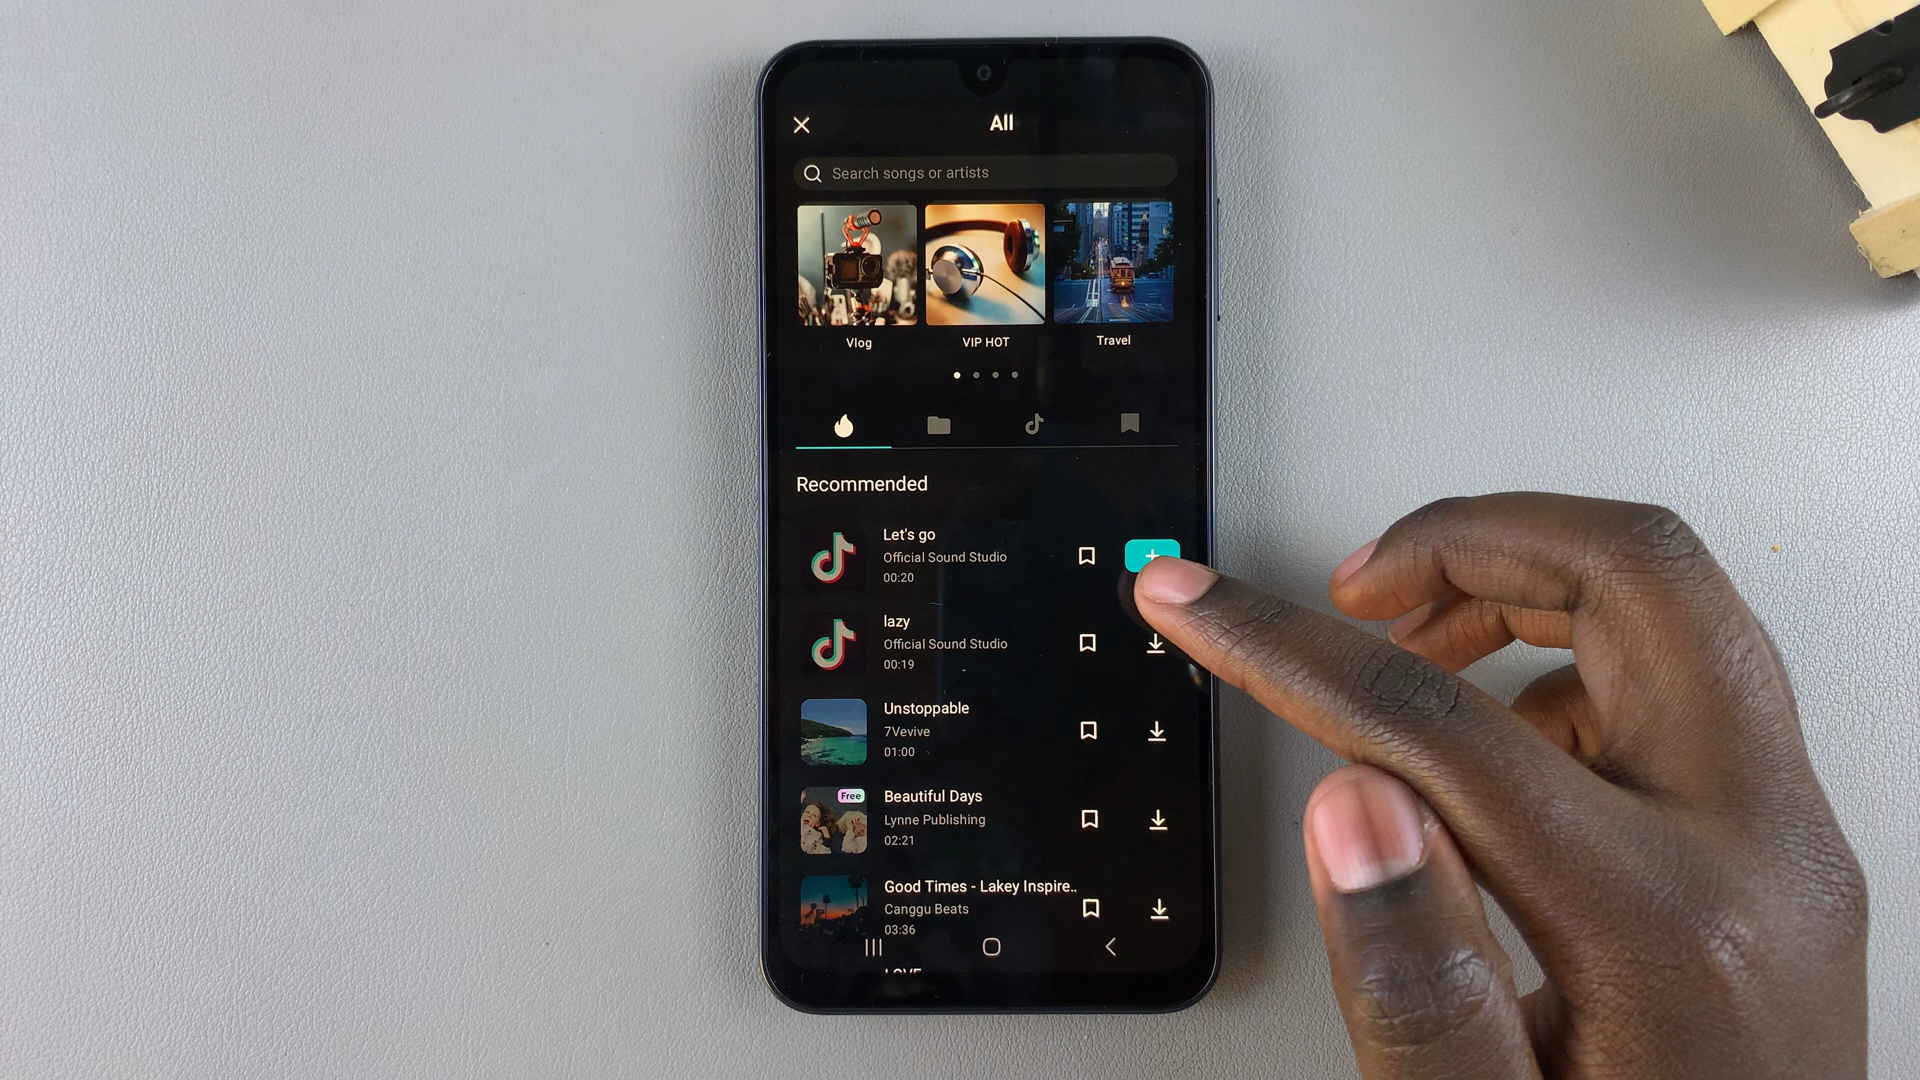 All
Search songs or artists
Vlog
VIP HOT
Travel
Recommended
Let's go
Official Sound Studio
00:20
lazy
Official Sound Studio
00:19
Unstoppable
7Vevive
01:00
Free
Beautiful Days
Lynne Publishing
02:21
Good Times - Lakey Inspire..
Canggu Beats
03:36